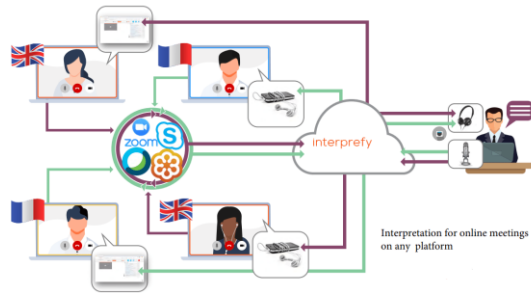 zoom
S
interprefy
Interpretation for online meetings
on any platform